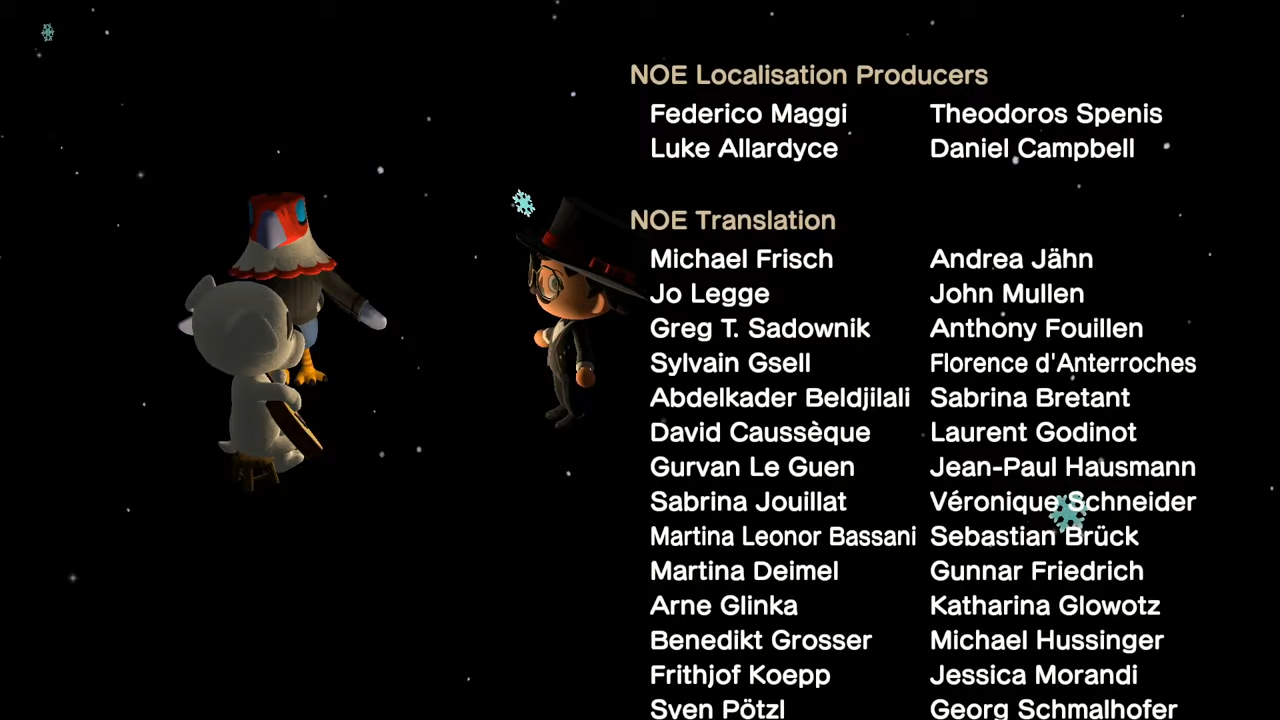 NOE Localisation Producers
Federico Maggi Theodoros Spenis
Luke Allardyce Daniel Campbell
NOE Translation
Michael Frisch Andrea Jähn
Jo Legge John Mullen
Greg T. Sadownik Anthony Fouillen
Sylvain Gsell Florence d'Anterroches
Abdelkader Beldjilali Sabrina Bretant
David Caussèque Laurent Godinot
Gurvan Le Guen Jean-Paul Hausmann
Sabrina Jouillat Véronique Schneider
Martina Leonor Bassani Sebastian Brück
Martina Deimel Gunnar Friedrich
Arne Glinka Katharina Glowotz
Benedikt Grosser Michael Hussinger
Frithjof Koepp Jessica Morandi
Sven Pötzl Georg Schmalhofer